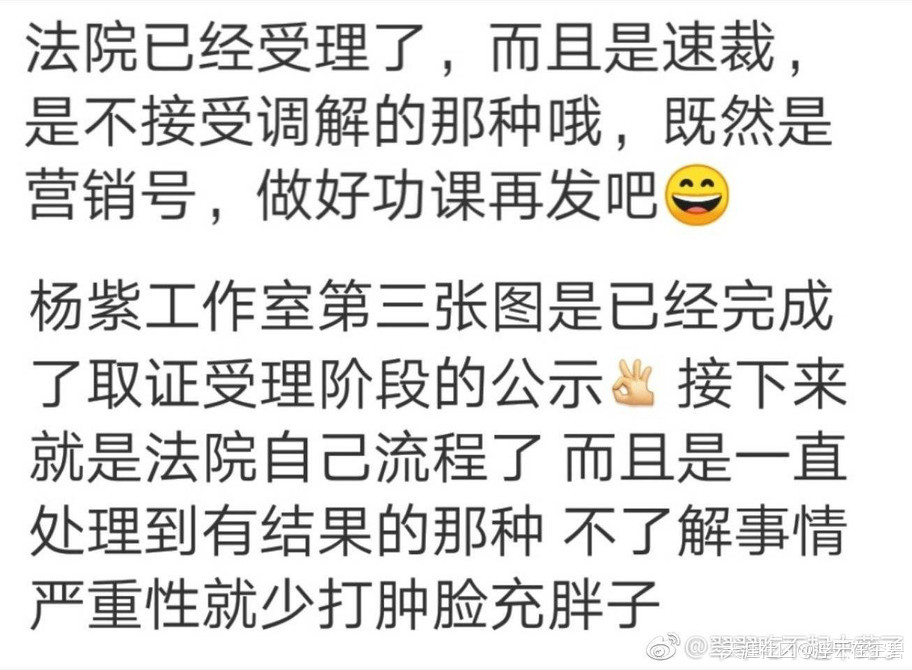 法院已经受理了，而且是速裁，
是不接受调解的那种哦，既然是
营销号，做好功课再发吧😄
杨紫工作室第三张图是已经完成
了取证受理阶段的公示👌🏻接下来
就是法院自己流程了 而且是一直
处理到有结果的那种 不了解事情
严重性就少打肿脸充胖子